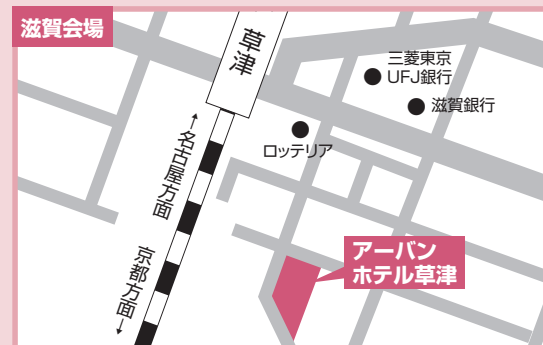 滋賀会場
草津
三菱東京
UFJ銀行
滋賀銀行
ロッテリア
←名古屋方面
京都方面→
アーバン
ホテル草津